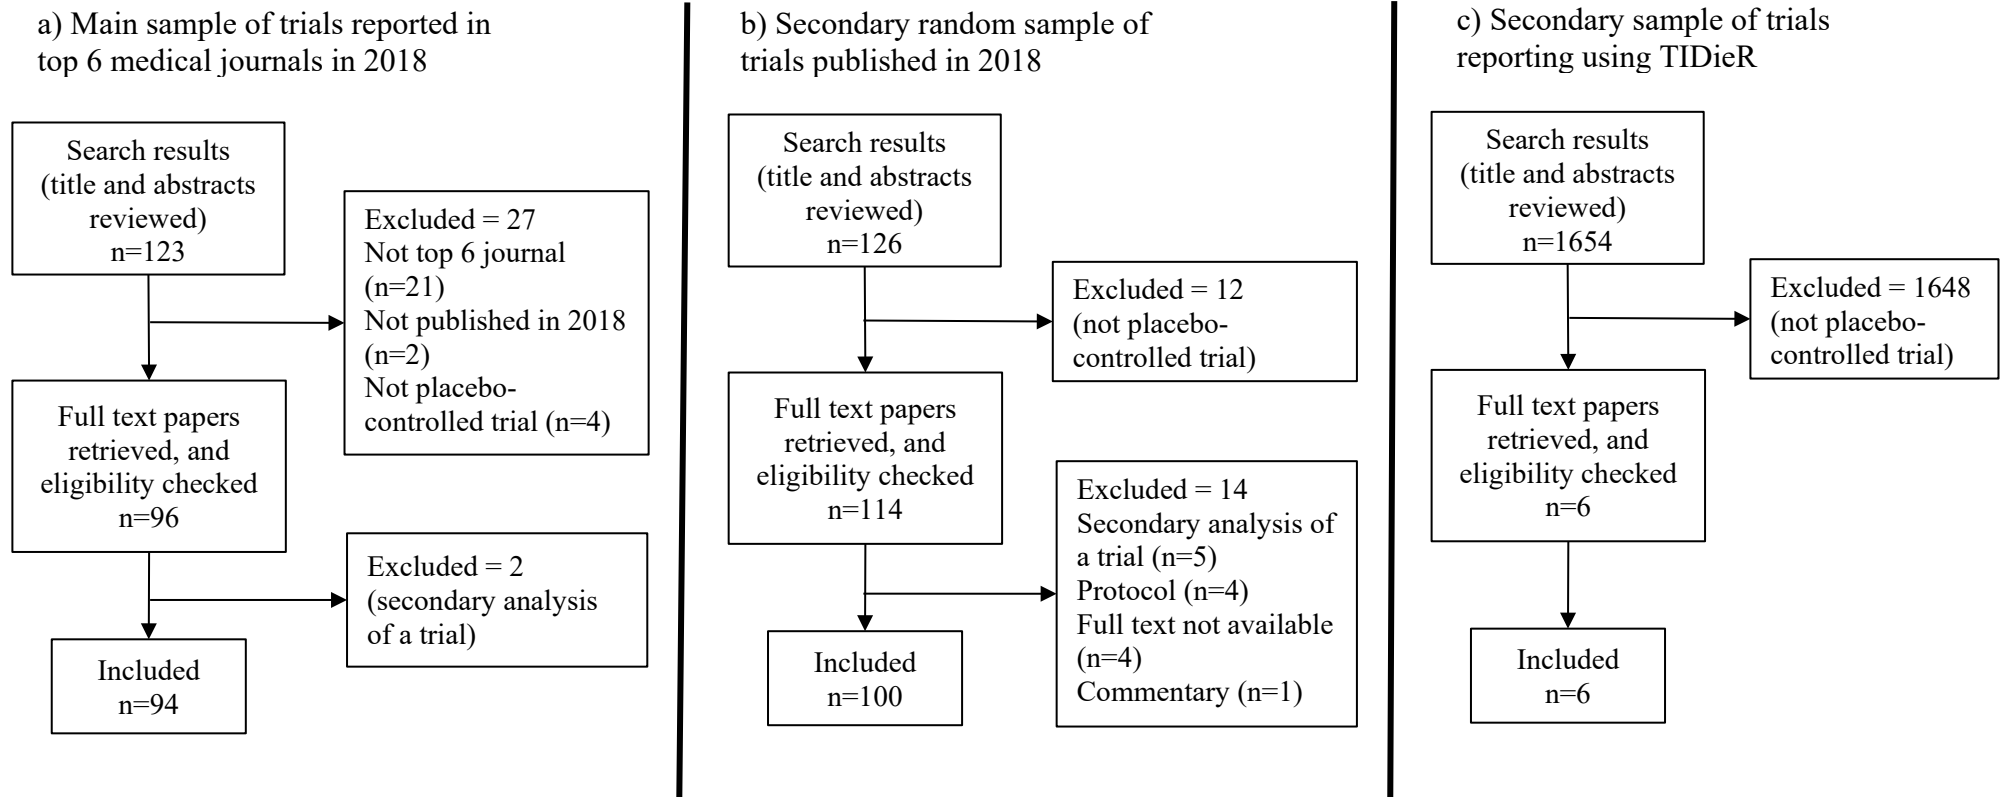 a) Main sample of trials reported in
top 6 medical journals in 2018
Search results
(title and abstracts
reviewed)
n=123
Excluded = 27
Not top 6 journal
(n=21)
Not published in 2018
(n=2)
Not placebo-
controlled trial (n=4)
Full text papers
retrieved, and
eligibility checked
n=96
Excluded = 2
(secondary analysis
of a trial)
Included
n=94
b) Secondary random sample of
trials published in 2018
Search results
(title and abstracts
reviewed)
n=126
Excluded = 12
(not placebo-
controlled trial)
Full text papers
retrieved, and
eligibility checked
n=114
Excluded = 14
Secondary analysis of
a trial (n=5)
Protocol (n=4)
Full text not available
(n=4)
Commentary (n=1)
Included
n=100
c) Secondary sample of trials
reporting using TIDieR
Search results
(title and abstracts
reviewed)
n=1654
Excluded = 1648
(not placebo-
controlled trial)
Full text papers
retrieved, and
eligibility checked
n=6
Included
n=6